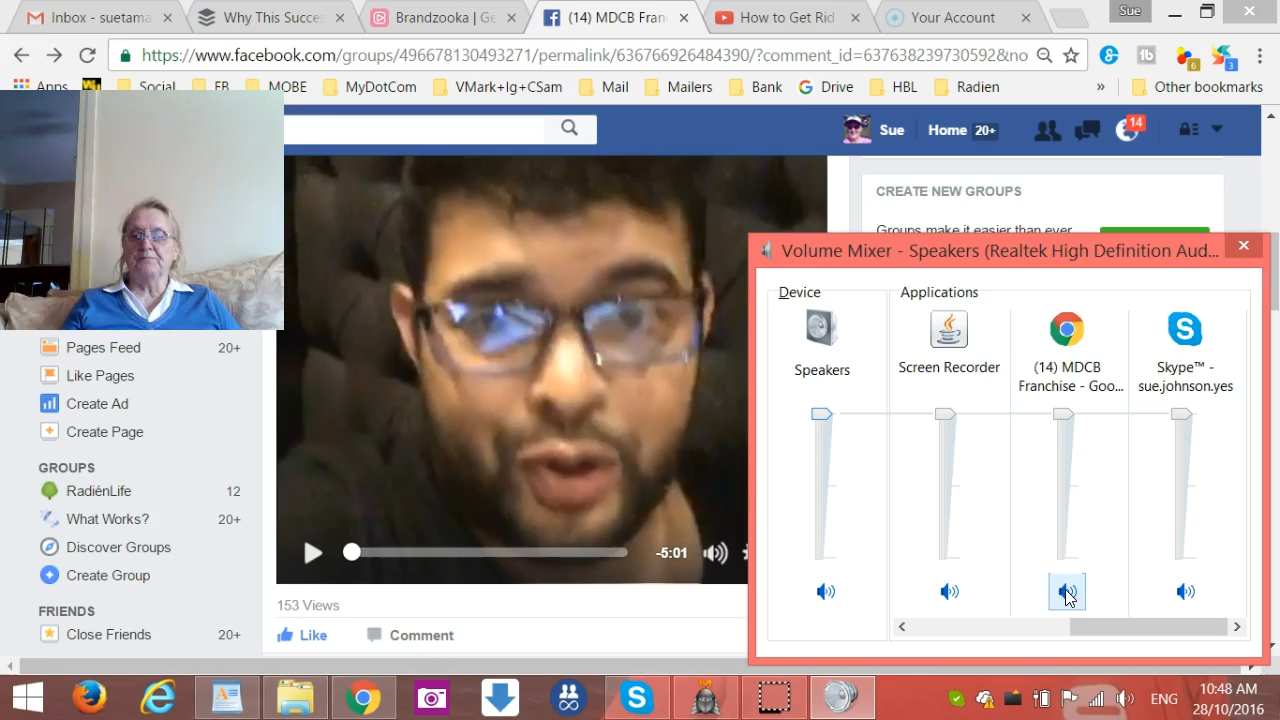 Inbox - suetama
Why This Succe
Brandzooka | Ge
(14) MDCB Fran
How to Get Rid
Your Account
Sue
https://www.facebook.com/groups/496678130493271/permalink/636766926484390/?comment_id=637638239730592&no
6
3
Apps
Social
FB
MOBE
MyDotCom
VMark+Ig+CSam
Mail
Mailers
Bank
Drive
HBL
Radien
»
Other bookmarks
Sue
Home 20+
14
CREATE NEW GROUPS
Groups make it easier than ever
Volume Mixer - Speakers (Realtek High Definition Aud...
Device
Applications
Speakers
Screen Recorder
(14) MDCB
Franchise - Goo...
Skype™ -
sue.johnson.yes
Pages Feed 20+
Like Pages
Create Ad
Create Page
GROUPS
RadiénLife 12
What Works? 20+
Discover Groups
Create Group
FRIENDS
Close Friends 20+
-5:01
153 Views
Like
Comment
ENG
10:48 AM
28/10/2016